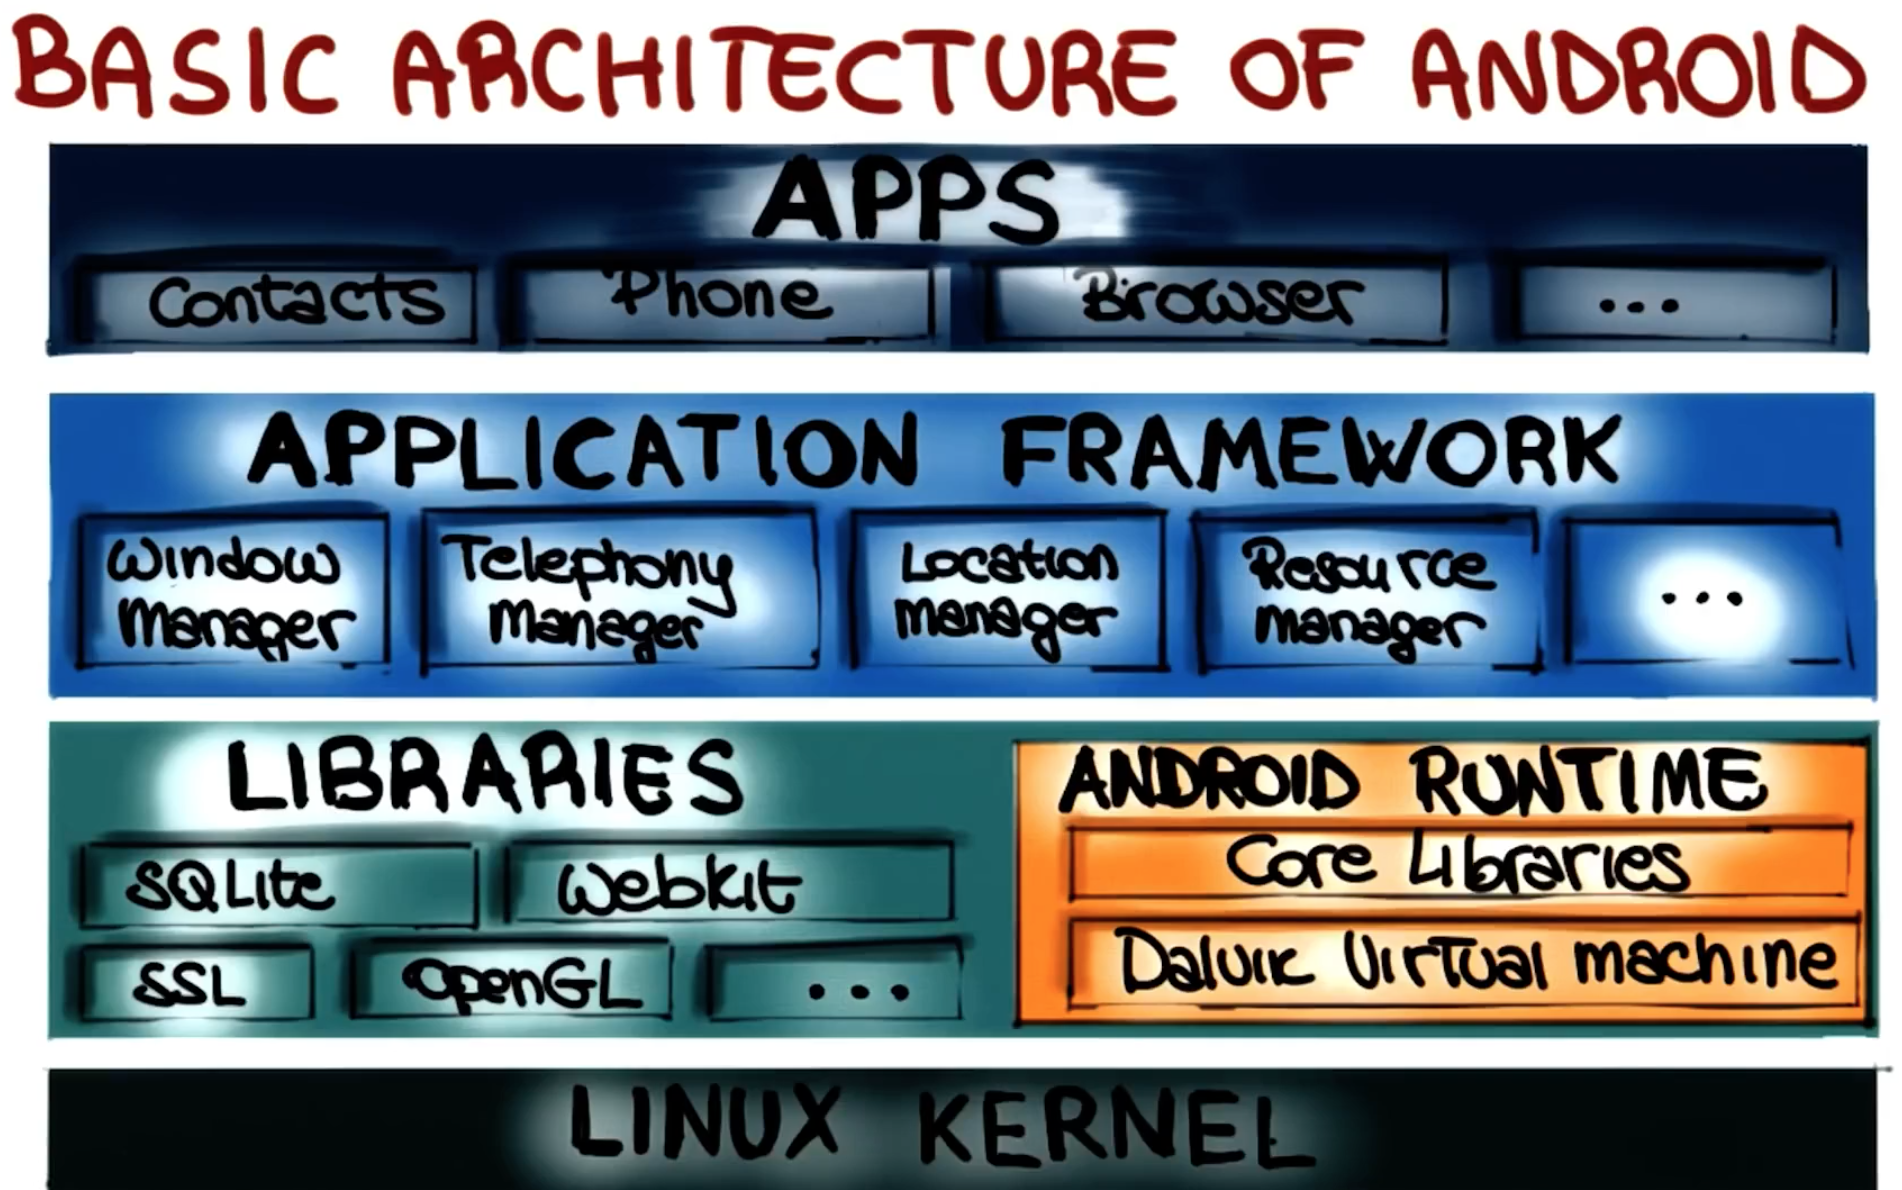 BASIC ARCHITECTURE OF ANDROID
APPS
Contacts
Phone
Browser
...
APPLICATION FRAMEWORK
Window
Manager
Telephony
Manager
Location
manager
Resource
manager
...
LIBRARIES
SQLite
Webkit
SSL
OpenGL
...
ANDROID RUNTIME
Core Libraries
Dalvik Virtual machine
LINUX KERNEL